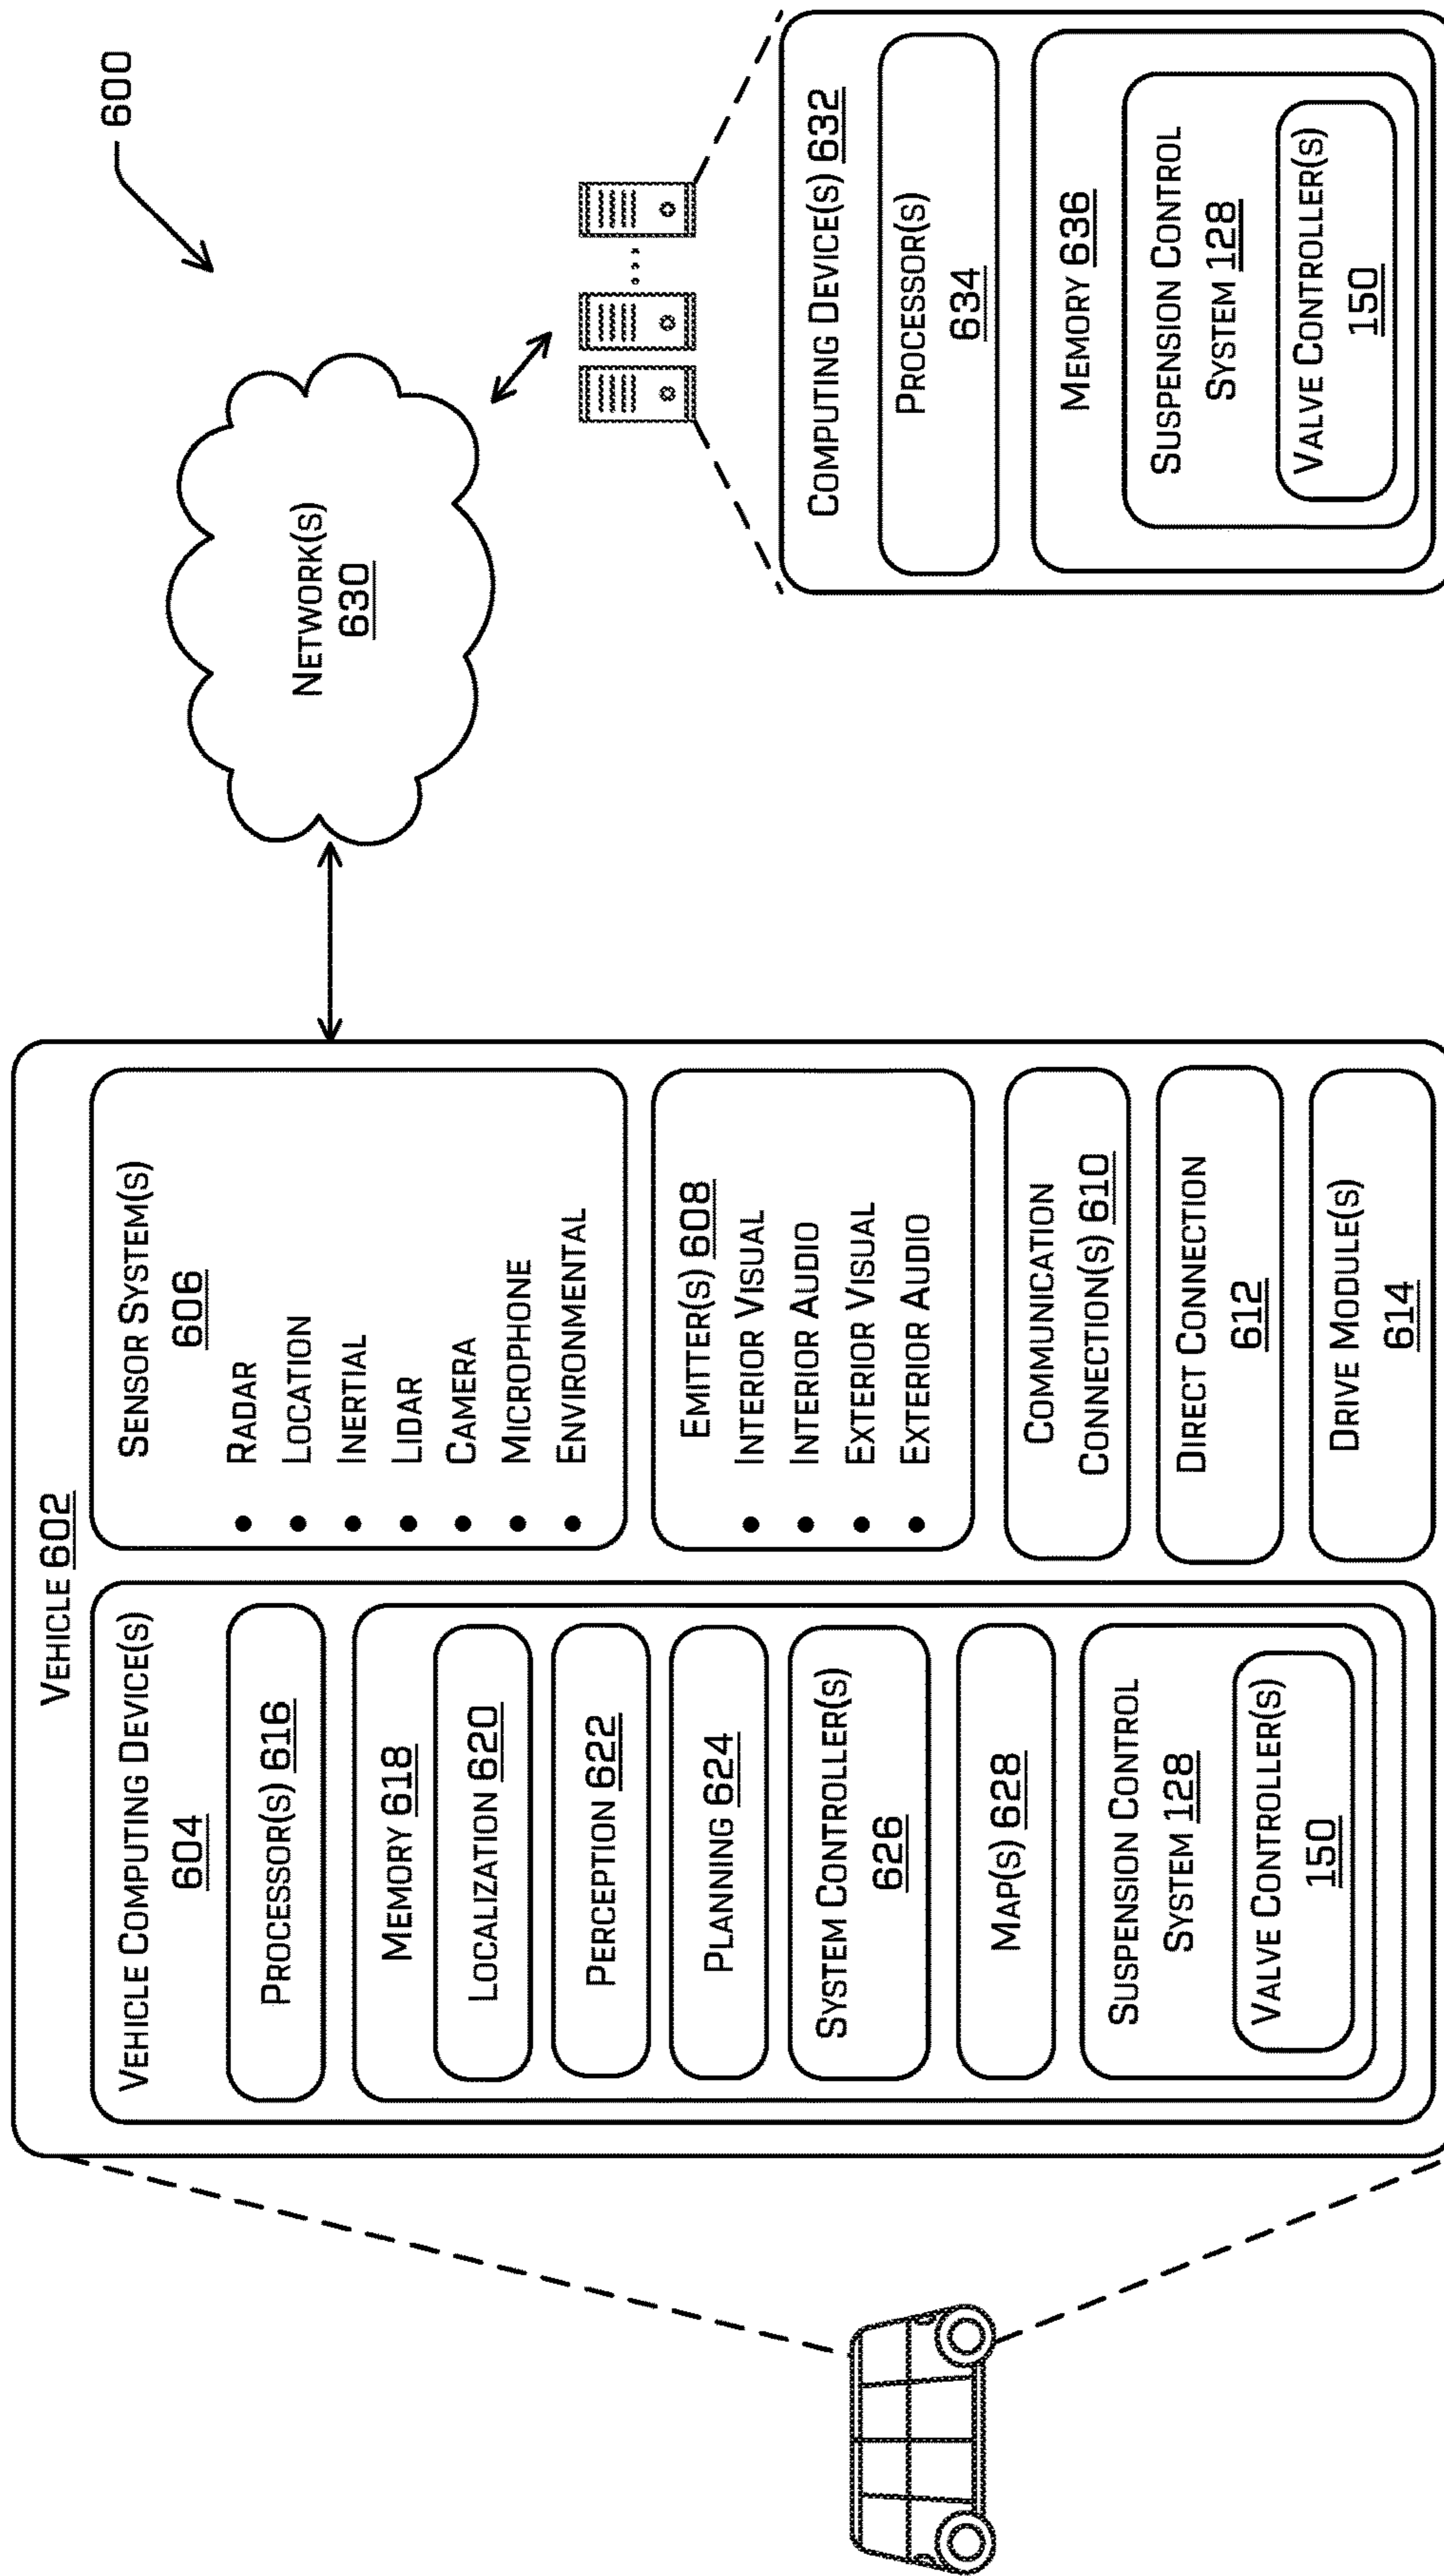 600
VEHICLE 602
VEHICLE COMPUTING DEVICE(S)
604
PROCESSOR(S) 616
MEMORY 618
LOCALIZATION 620
PERCEPTION 622
PLANNING 624
SYSTEM CONTROLLER(S)
626
MAP(S) 628
SUSPENSION CONTROL
SYSTEM 128
VALVE CONTROLLER(S)
150
SENSOR SYSTEM(S)
606
• RADAR
• LOCATION
• INERTIAL
• LIDAR
• CAMERA
• MICROPHONE
• ENVIRONMENTAL
EMITTER(S) 608
• INTERIOR VISUAL
• INTERIOR AUDIO
• EXTERIOR VISUAL
• EXTERIOR AUDIO
COMMUNICATION
CONNECTION(S) 610
DIRECT CONNECTION
612
DRIVE MODULE(S)
614
NETWORK(S)
630
COMPUTING DEVICE(S) 632
PROCESSOR(S)
634
MEMORY 636
SUSPENSION CONTROL
SYSTEM 128
VALVE CONTROLLER(S)
150